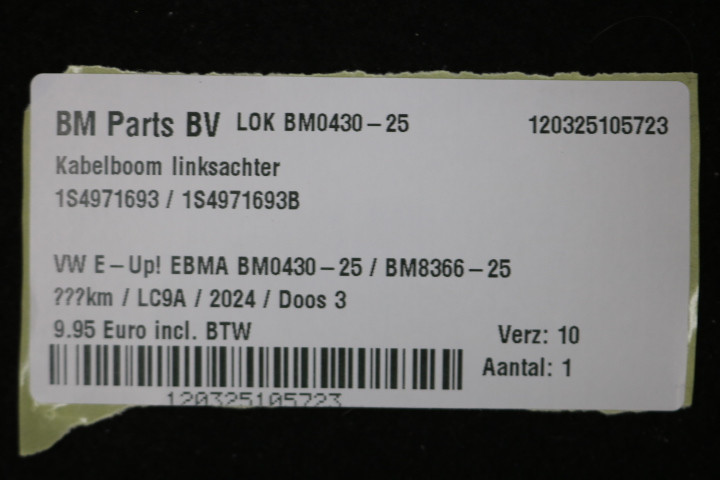 BM Parts BV LOK BM0430-25 120325105723
Kabelboom linksachter
1S4971693 / 1S4971693B
VW E-Up! EBMA BM0430-25 / BM8366-25
???km / LC9A / 2024 / Doos 3
9.95 Euro incl. BTW Verz: 10
Aantal: 1
120325105723